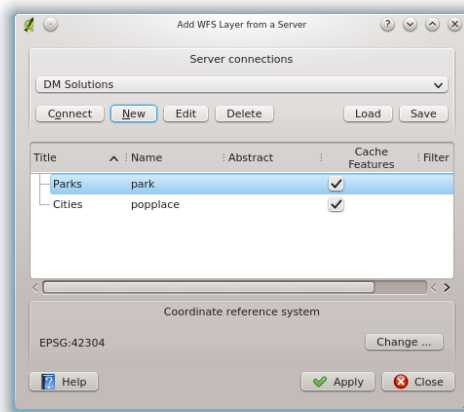 Add WFS Layer from a Server
Server connections
DM Solutions
Connect New Edit Delete Load Save
Title Name Abstract Cache Features Filter
Parks park
Cities popplace
Coordinate reference system
EPSG:42304 Change ...
Help Apply Close